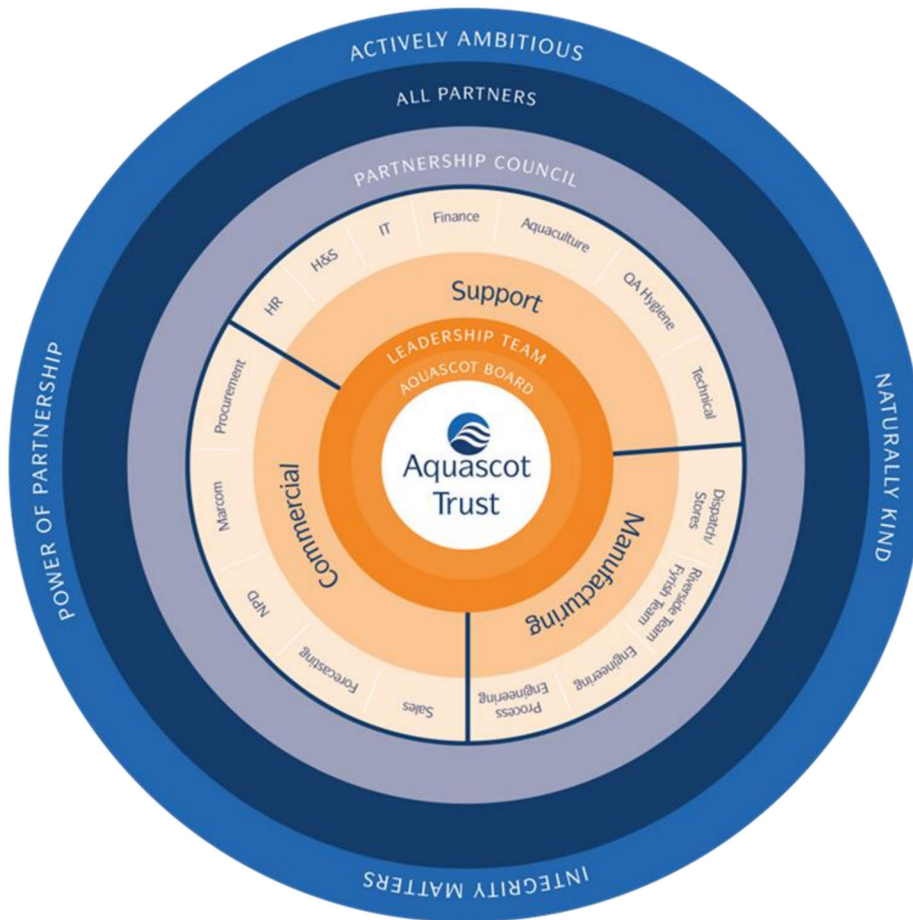 ACTIVELY AMBITIOUS
NATURALLY KIND
INTEGRITY MATTERS
POWER OF PARTNERSHIP
ALL PARTNERS
PARTNERSHIP COUNCIL
HR
H&S
IT
Finance
Aquaculture
QA Hygiene
Technical
Dispatch/
Stores
Riverside Team
Fyrish Team
Engineering
Process
Engineering
Sales
Forecasting
NPD
Marcom
Procurement
Support
Manufacturing
Commercial
LEADERSHIP TEAM
AQUASCOT BOARD
Aquascot
Trust